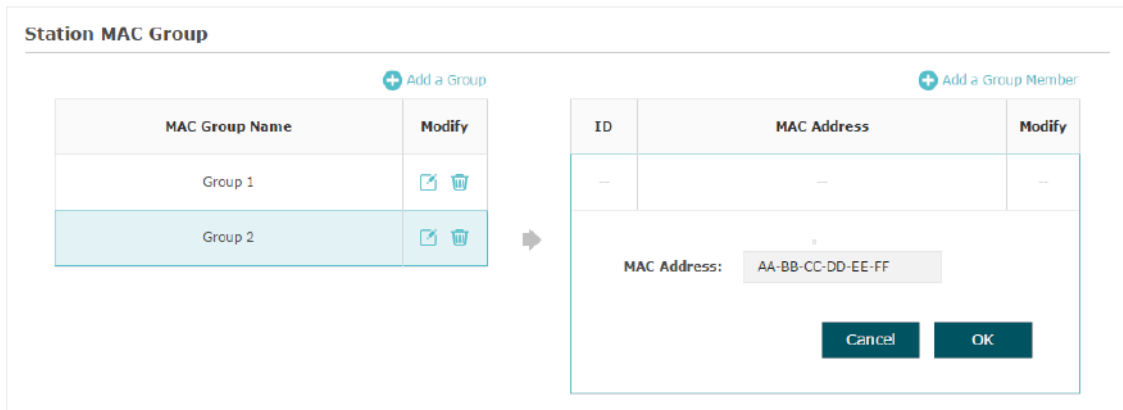 Station MAC Group
Add a Group
MAC Group Name Modify
Group 1
Group 2
Add a Group Member
ID MAC Address Modify
-- -- --
MAC Address: AA-BB-CC-DD-EE-FF
Cancel OK